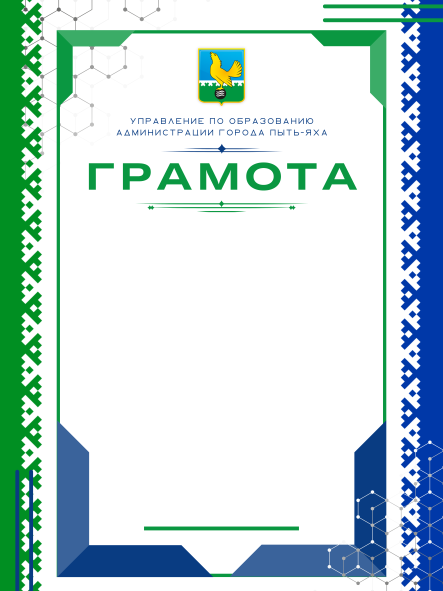 УПРАВЛЕНИЕ ПО ОБРАЗОВАНИЮ
АДМИНИСТРАЦИИ ГОРОДА ПЫТЬ-ЯХА
ГРАМОТА